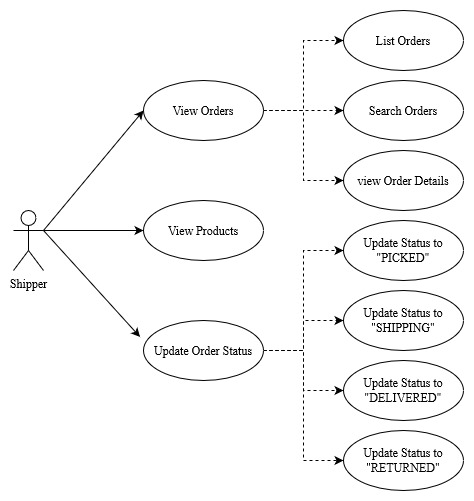 List Orders
View Orders
Search Orders
view Order Details
View Products
Shipper
Update Status to
"PICKED"
Update Status to
"SHIPPING"
Update Order Status
Update Status to
"DELIVERED"
Update Status to
"RETURNED"